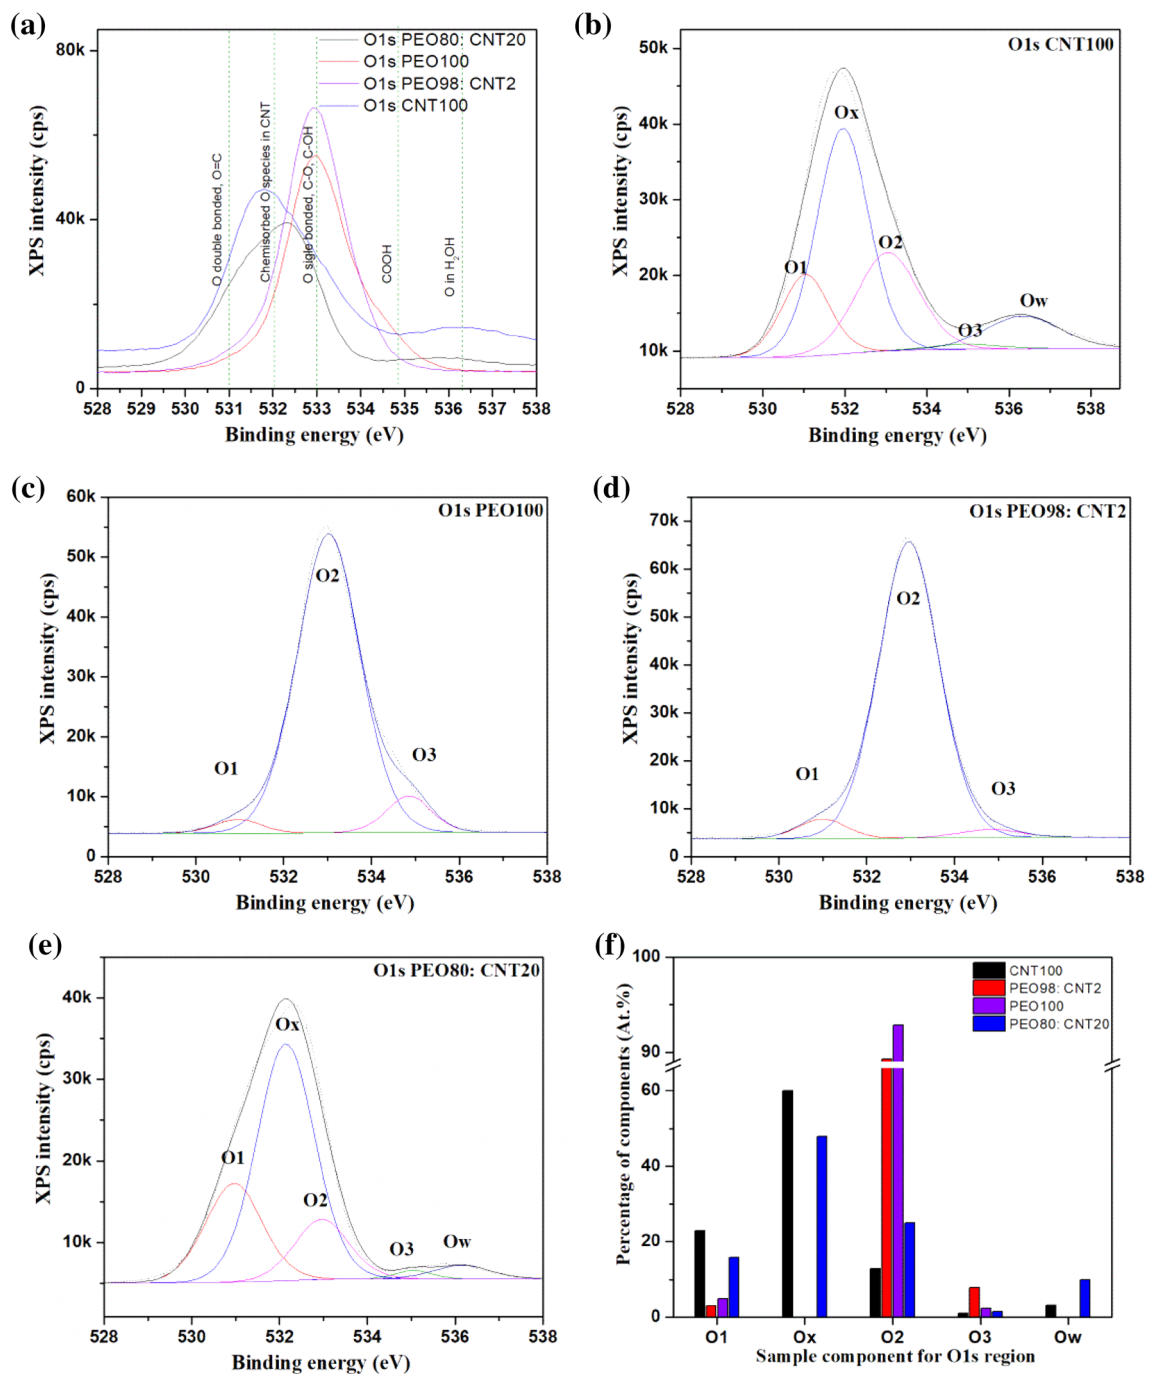 (a)
O1s PEO80: CNT20
O1s PEO100
O1s PEO98: CNT2
O1s CNT100
80k
40k
0
XPS intensity (cps)
O double bonded, O=C
Chemisorbed O species in CNT
O sigle bonded, C-O, C-OH
COOH
O in H2OH
528 529 530 531 532 533 534 535 536 537 538
Binding energy (eV)
(b)
O1s CNT100
50k
40k
30k
20k
10k
XPS intensity (cps)
Ox
O1
O2
O3
Ow
528 530 532 534 536 538
Binding energy (eV)
(c)
O1s PEO100
60k
50k
40k
30k
20k
10k
0
XPS intensity (cps)
O2
O1
O3
528 530 532 534 536 538
Binding energy (eV)
(d)
O1s PEO98: CNT2
70k
60k
50k
40k
30k
20k
10k
0
XPS intensity (cps)
O2
O1
O3
528 530 532 534 536 538
Binding energy (eV)
(e)
O1s PEO80: CNT20
40k
30k
20k
10k
XPS intensity (cps)
Ox
O1
O2
O3
Ow
528 530 532 534 536 538
Binding energy (eV)
(f)
CNT100
PEO98: CNT2
PEO100
PEO80: CNT20
100
90
60
40
20
0
Percentage of components (At.%)
O1 Ox O2 O3 Ow
Sample component for O1s region